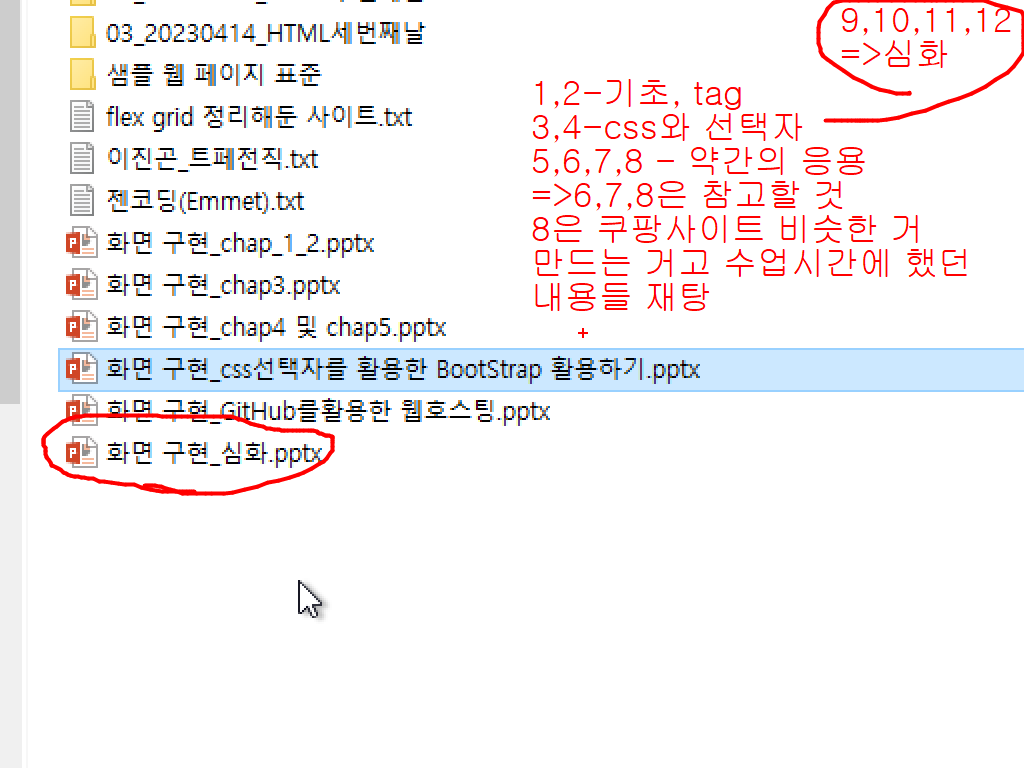 03_20230414_HTML세번째날
샘플 웹 페이지 표준
flex grid 정리해둔 사이트.txt
이진곤_트페전직.txt
젠코딩(Emmet).txt
화면 구현_chap_1_2.pptx
화면 구현_chap3.pptx
화면 구현_chap4 및 chap5.pptx
화면 구현_css선택자를 활용한 BootStrap 활용하기.pptx
화면 구현_GitHub를활용한 웹호스팅.pptx
화면 구현_심화.pptx
9,10,11,12
=>심화
1,2-기초, tag
3,4-css와 선택자
5,6,7,8 - 약간의 응용
=>6,7,8은 참고할 것
8은 쿠팡사이트 비슷한 거
만드는 거고 수업시간에 했던
내용들 재탕